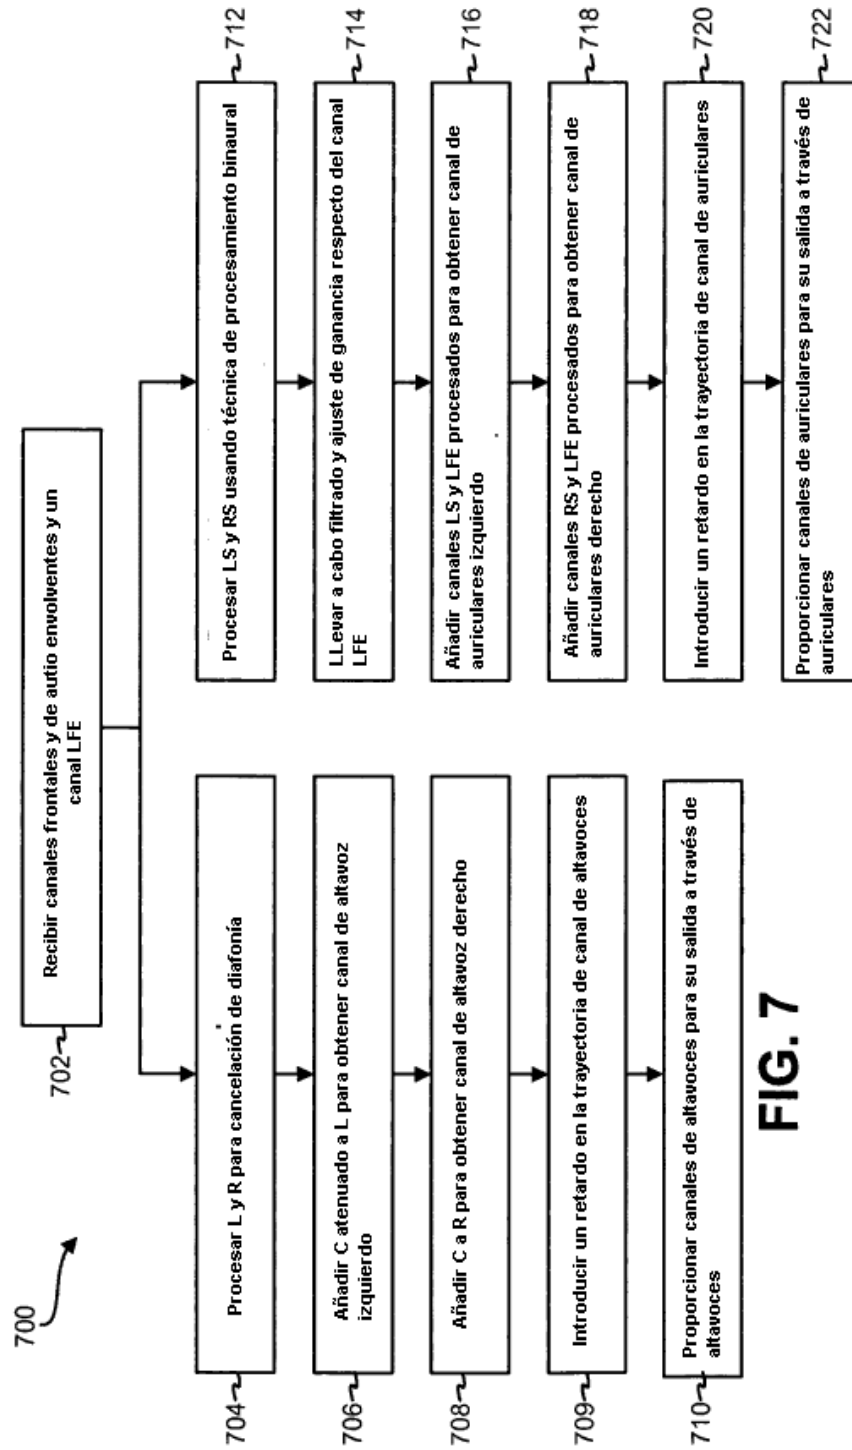 700
702
Recibir canales frontales y de autio envolventes y un
canal LFE
704
Procesar L y R para cancelación de diafonía
706
Añadir C atenuado a L para obtener canal de altavoz
izquierdo
708
Añadir C a R para obtener canal de altavoz derecho
709
Introducir un retardo en la trayectoria de canal de altavoces
710
Proporcionar canales de altavoces para su salida a través de
altavoces
712
Procesar LS y RS usando técnica de procesamiento binaural
714
LLevar a cabo filtrado y ajuste de ganancia respecto del canal
LFE
716
Añadir canales LS y LFE procesados para obtener canal de
auriculares izquierdo
718
Añadir canales RS y LFE procesados para obtener canal de
auriculares derecho
720
Introducir un retardo en la trayectoria de canal de auriculares
722
Proporcionar canales de auriculares para su salida a través de
auriculares
FIG. 7